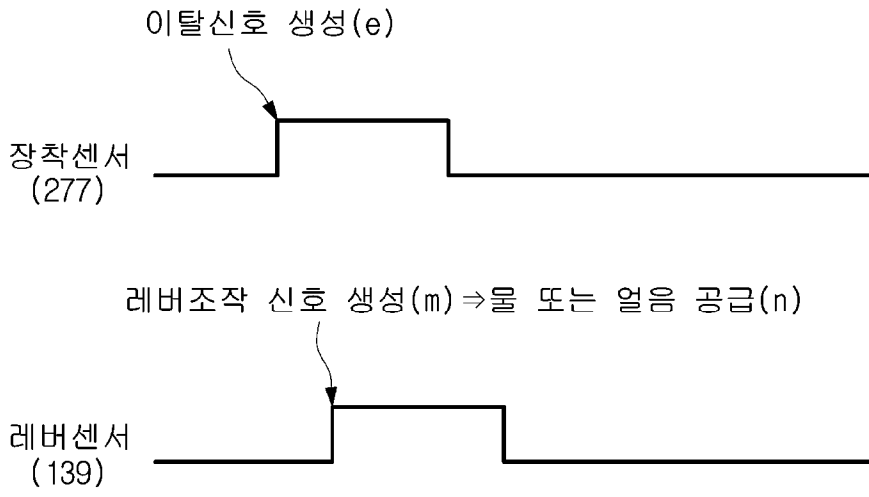 이탈신호 생성(e)
장착센서
(277)
레버조작 신호 생성(m)⇒물 또는 얼음 공급(n)
레버센서
(139)